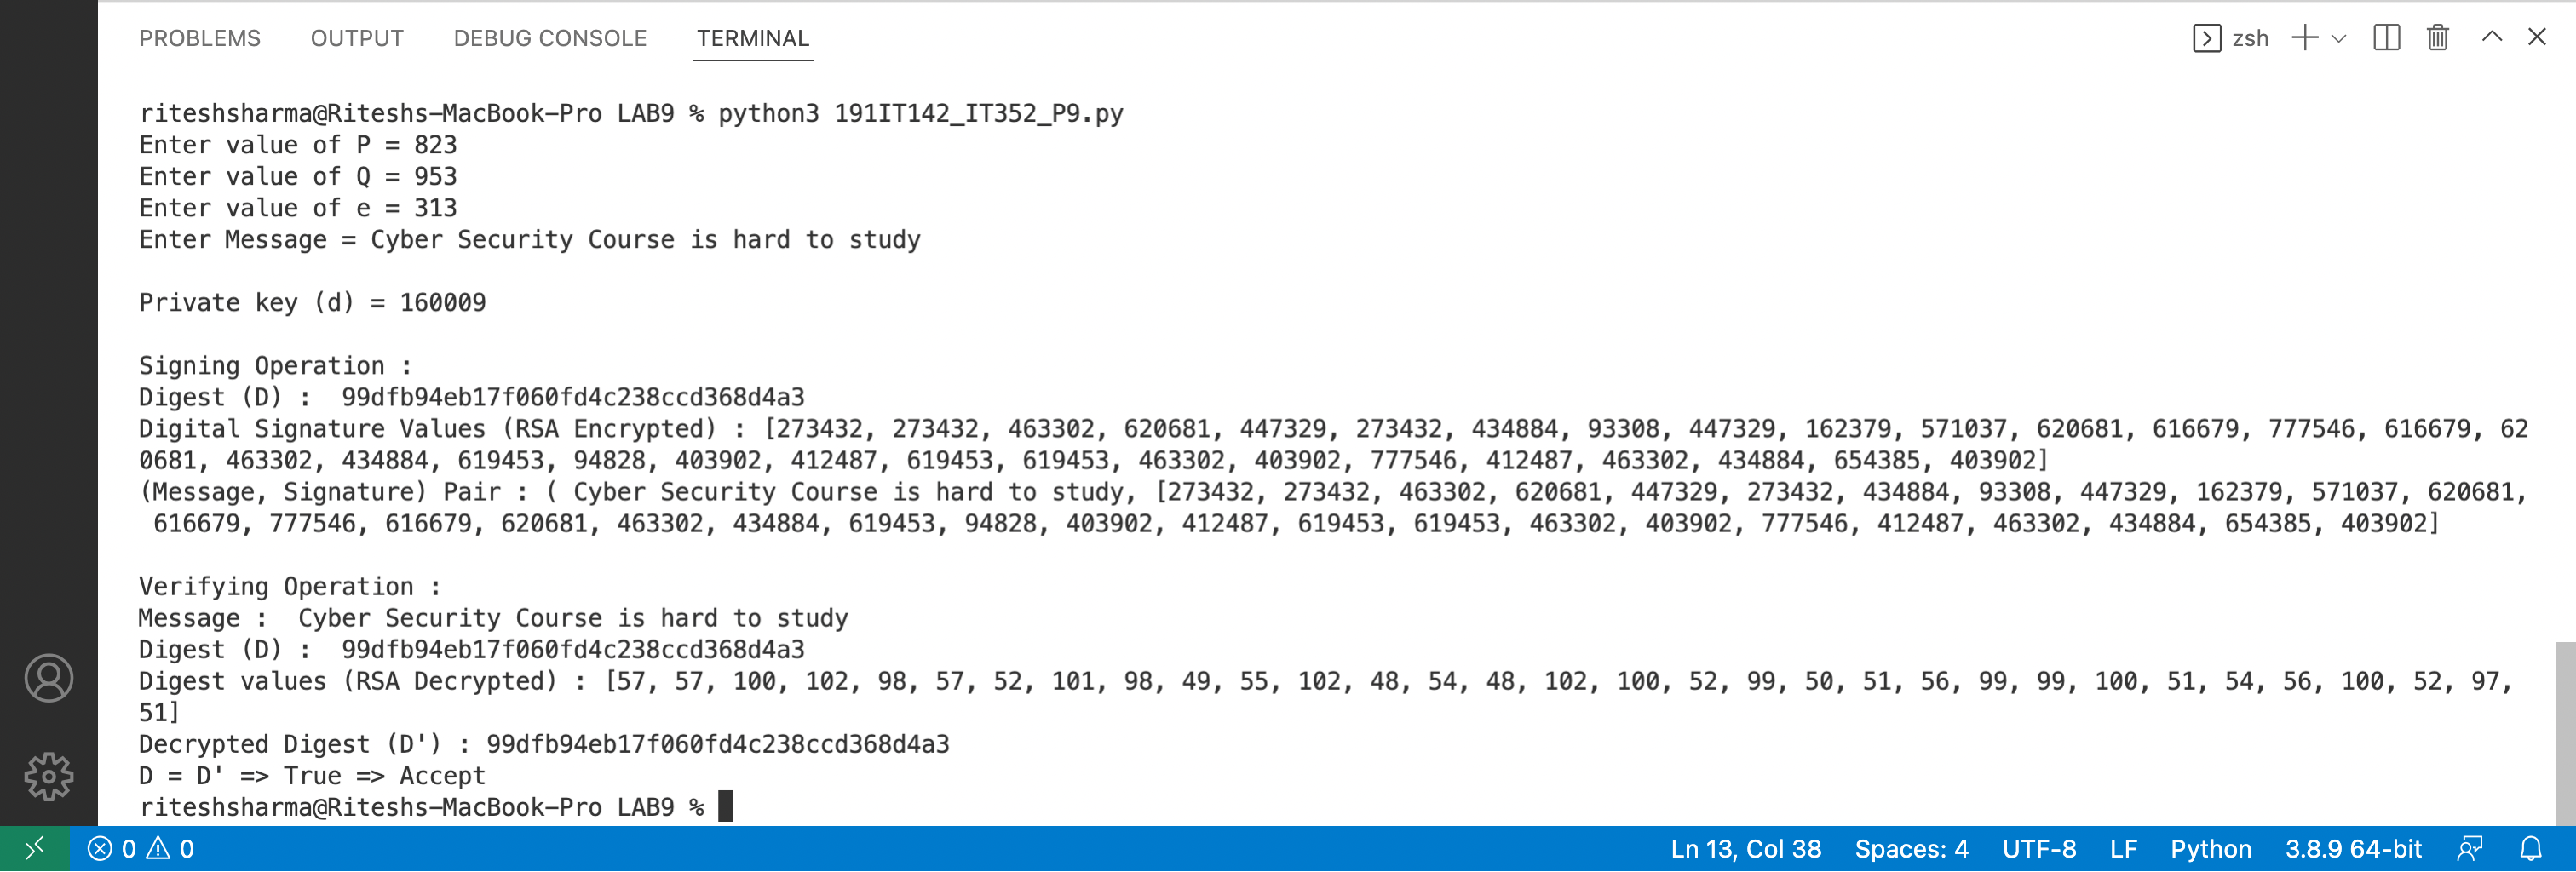 PROBLEMS OUTPUT DEBUG CONSOLE TERMINAL zsh
riteshsharma@Riteshs-MacBook-Pro LAB9 % python3 191IT142_IT352_P9.py
Enter value of P = 823
Enter value of Q = 953
Enter value of e = 313
Enter Message = Cyber Security Course is hard to study
Private key (d) = 160009
Signing Operation :
Digest (D) :  99dfb94eb17f060fd4c238ccd368d4a3
Digital Signature Values (RSA Encrypted) : [273432, 273432, 463302, 620681, 447329, 273432, 434884, 93308, 447329, 162379, 571037, 620681, 616679, 777546, 616679, 62
0681, 463302, 434884, 619453, 94828, 403902, 412487, 619453, 619453, 463302, 403902, 777546, 412487, 463302, 434884, 654385, 403902]
(Message, Signature) Pair : ( Cyber Security Course is hard to study, [273432, 273432, 463302, 620681, 447329, 273432, 434884, 93308, 447329, 162379, 571037, 620681,
616679, 777546, 616679, 620681, 463302, 434884, 619453, 94828, 403902, 412487, 619453, 619453, 463302, 403902, 777546, 412487, 463302, 434884, 654385, 403902]
Verifying Operation :
Message :  Cyber Security Course is hard to study
Digest (D) :  99dfb94eb17f060fd4c238ccd368d4a3
Digest values (RSA Decrypted) : [57, 57, 100, 102, 98, 57, 52, 101, 98, 49, 55, 102, 48, 54, 48, 102, 100, 52, 99, 50, 51, 56, 99, 99, 100, 51, 54, 56, 100, 52, 97,
51]
Decrypted Digest (D') : 99dfb94eb17f060fd4c238ccd368d4a3
D = D' => True => Accept
riteshsharma@Riteshs-MacBook-Pro LAB9 %
0 0 Ln 13, Col 38 Spaces: 4 UTF-8 LF Python 3.8.9 64-bit